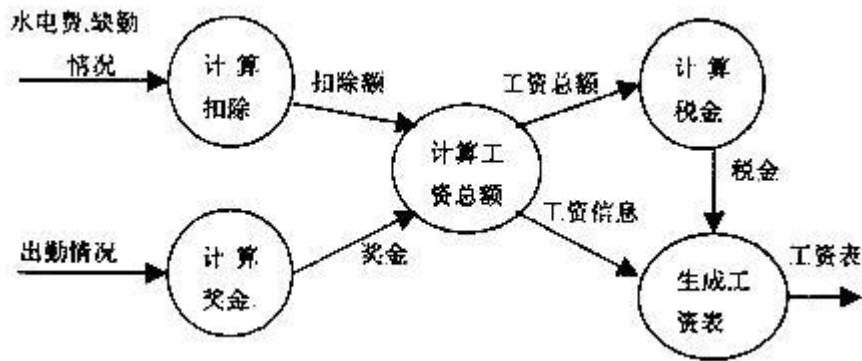 水电费.缺勤
情况
计算
扣除
扣除额
工资总额
计算
税金
计算工
资总额
税金
出勤情况
计算
奖金.
奖金
工资信息
生成工
资表
工资表